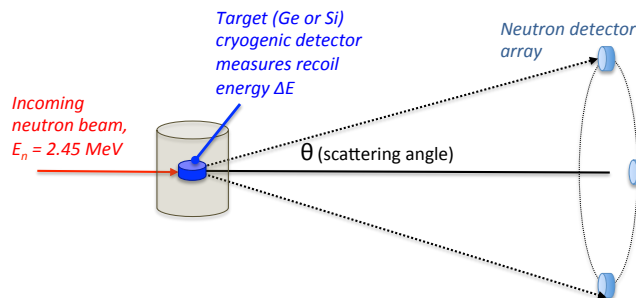 Target (Ge or Si)
cryogenic detector
measures recoil
energy ΔE
Neutron detector
array
Incoming
neutron beam,
Eₙ = 2.45 MeV
θ (scattering angle)